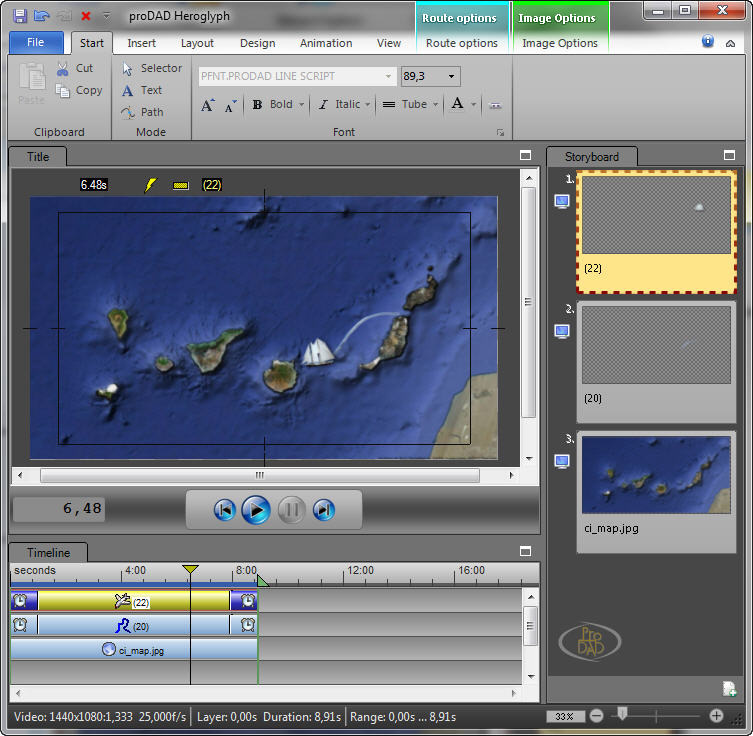 proDAD Heroglyph
Route options
Image Options
File
Start
Insert
Layout
Design
Animation
View
Route options
Image Options
Paste
Cut
Copy
Clipboard
Selector
Text
Path
Mode
PFNT.PRODAD LINE SCRIPT
89,3
A A B Bold I Italic Tube A
Font
Title
6.48s
(22)
6,48
Storyboard
1.
(22)
2.
(20)
3.
ci_map.jpg
Timeline
seconds 4:00 8:00 12:00 16:00
(22)
(20)
ci_map.jpg
ProDAD
Video: 1440x1080:1,333 25,000f/s
Layer: 0,00s Duration: 8,91s
Range: 0,00s ... 8,91s
33%